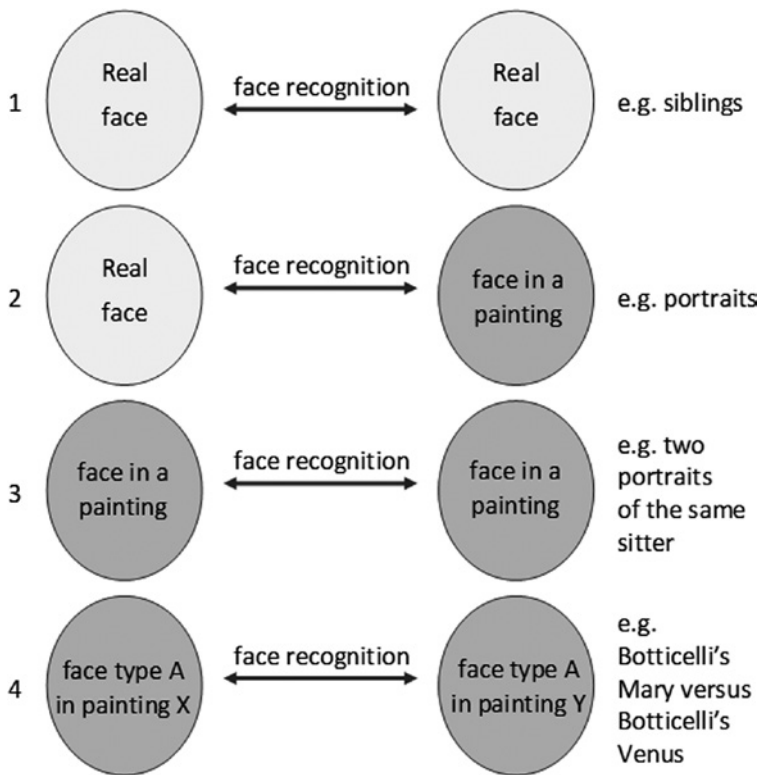 1
Real
face
face recognition
Real
face
e.g. siblings
2
Real
face
face recognition
face in a
painting
e.g. portraits
3
face in a
painting
face recognition
face in a
painting
e.g. two
portraits
of the same
sitter
4
face type A
in painting X
face recognition
face type A
in painting Y
e.g.
Botticelli’s
Mary versus
Botticelli’s
Venus